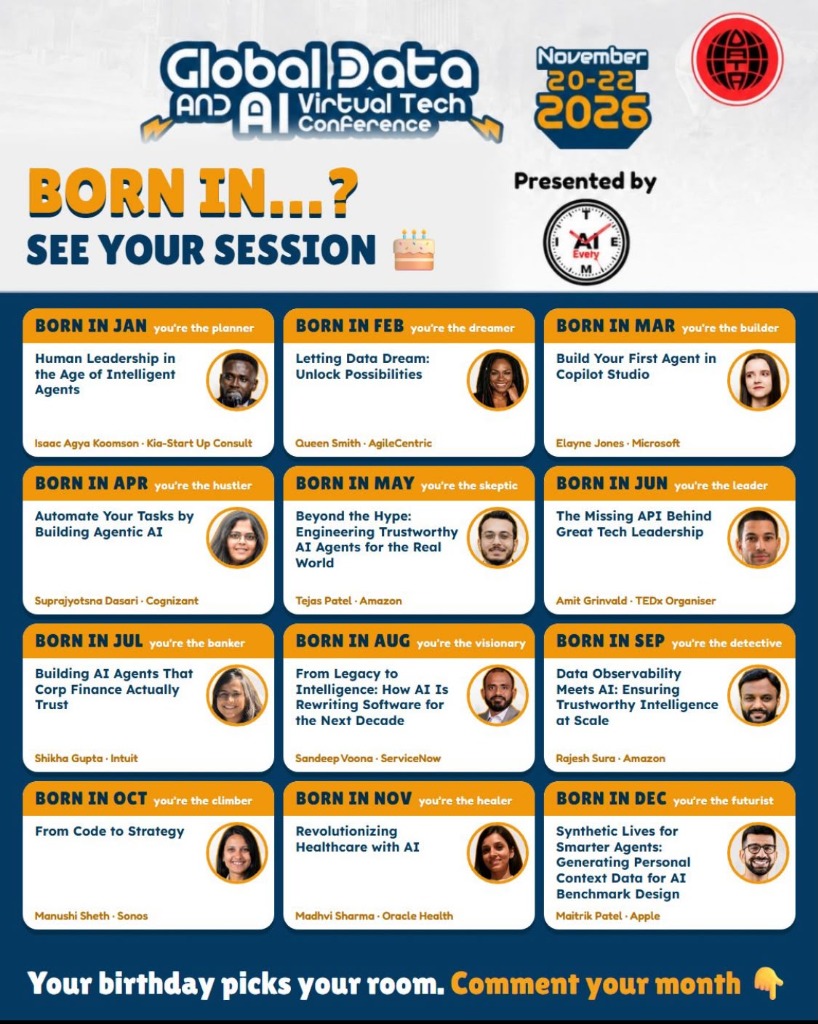 Global Data
AND AI Virtual Tech
Conference
November
20-22
2026
DATA
BORN IN...?
SEE YOUR SESSION
Presented by
T
I AI E
Every
M
BORN IN JAN you're the planner
Human Leadership in
the Age of Intelligent
Agents
Isaac Agya Koomson · Kia-Start Up Consult
BORN IN FEB you're the dreamer
Letting Data Dream:
Unlock Possibilities
Queen Smith · AgileCentric
BORN IN MAR you're the builder
Build Your First Agent in
Copilot Studio
Elayne Jones · Microsoft
BORN IN APR you're the hustler
Automate Your Tasks by
Building Agentic AI
Suprajyotsna Dasari · Cognizant
BORN IN MAY you're the skeptic
Beyond the Hype:
Engineering Trustworthy
AI Agents for the Real
World
Tejas Patel · Amazon
BORN IN JUN you're the leader
The Missing API Behind
Great Tech Leadership
Amit Grinvald · TEDx Organiser
BORN IN JUL you're the banker
Building AI Agents That
Corp Finance Actually
Trust
Shikha Gupta · Intuit
BORN IN AUG you're the visionary
From Legacy to
Intelligence: How AI Is
Rewriting Software for
the Next Decade
Sandeep Voona · ServiceNow
BORN IN SEP you're the detective
Data Observability
Meets AI: Ensuring
Trustworthy Intelligence
at Scale
Rajesh Sura · Amazon
BORN IN OCT you're the climber
From Code to Strategy
Manushi Sheth · Sonos
BORN IN NOV you're the healer
Revolutionizing
Healthcare with AI
Madhvi Sharma · Oracle Health
BORN IN DEC you're the futurist
Synthetic Lives for
Smarter Agents:
Generating Personal
Context Data for AI
Benchmark Design
Maitrik Patel · Apple
Your birthday picks your room. Comment your month